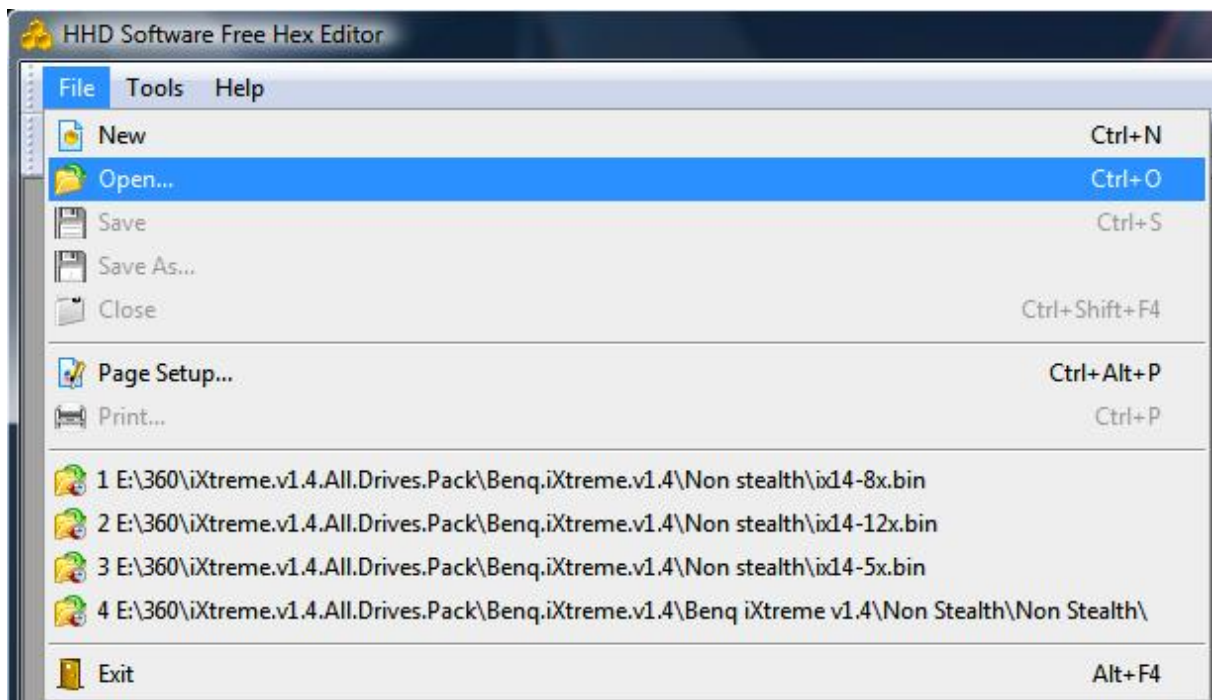 HHD Software Free Hex Editor
File Tools Help
New Ctrl+N
Open... Ctrl+O
Save Ctrl+S
Save As...
Close Ctrl+Shift+F4
Page Setup... Ctrl+Alt+P
Print... Ctrl+P
1 E:\360\iXtreme.v1.4.All.Drives.Pack\Benq.iXtreme.v1.4\Non stealth\ix14-8x.bin
2 E:\360\iXtreme.v1.4.All.Drives.Pack\Benq.iXtreme.v1.4\Non stealth\ix14-12x.bin
3 E:\360\iXtreme.v1.4.All.Drives.Pack\Benq.iXtreme.v1.4\Non stealth\ix14-5x.bin
4 E:\360\iXtreme.v1.4.All.Drives.Pack\Benq.iXtreme.v1.4\Benq iXtreme v1.4\Non Stealth\Non Stealth\
Exit Alt+F4